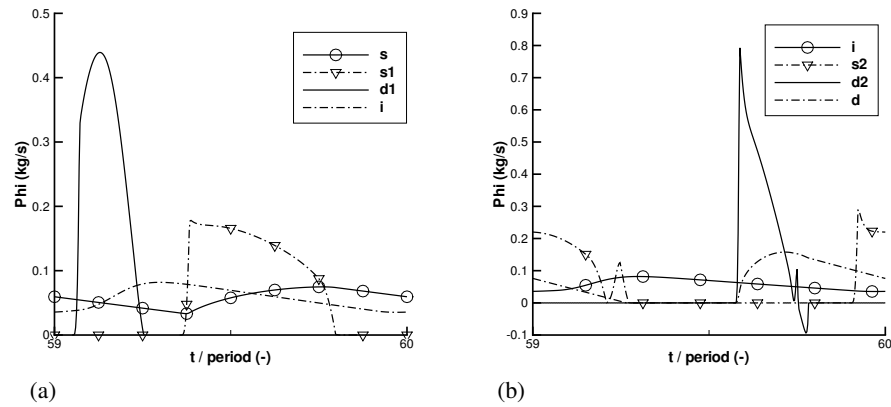 Phi (kg/s)
0.5
0.4
0.3
0.2
0.1
0
59
60
t / period (-)
s
s1
d1
i
(a)
Phi (kg/s)
0.9
0.8
0.7
0.6
0.5
0.4
0.3
0.2
0.1
0
-0.1
59
60
t / period (-)
i
s2
d2
d
(b)